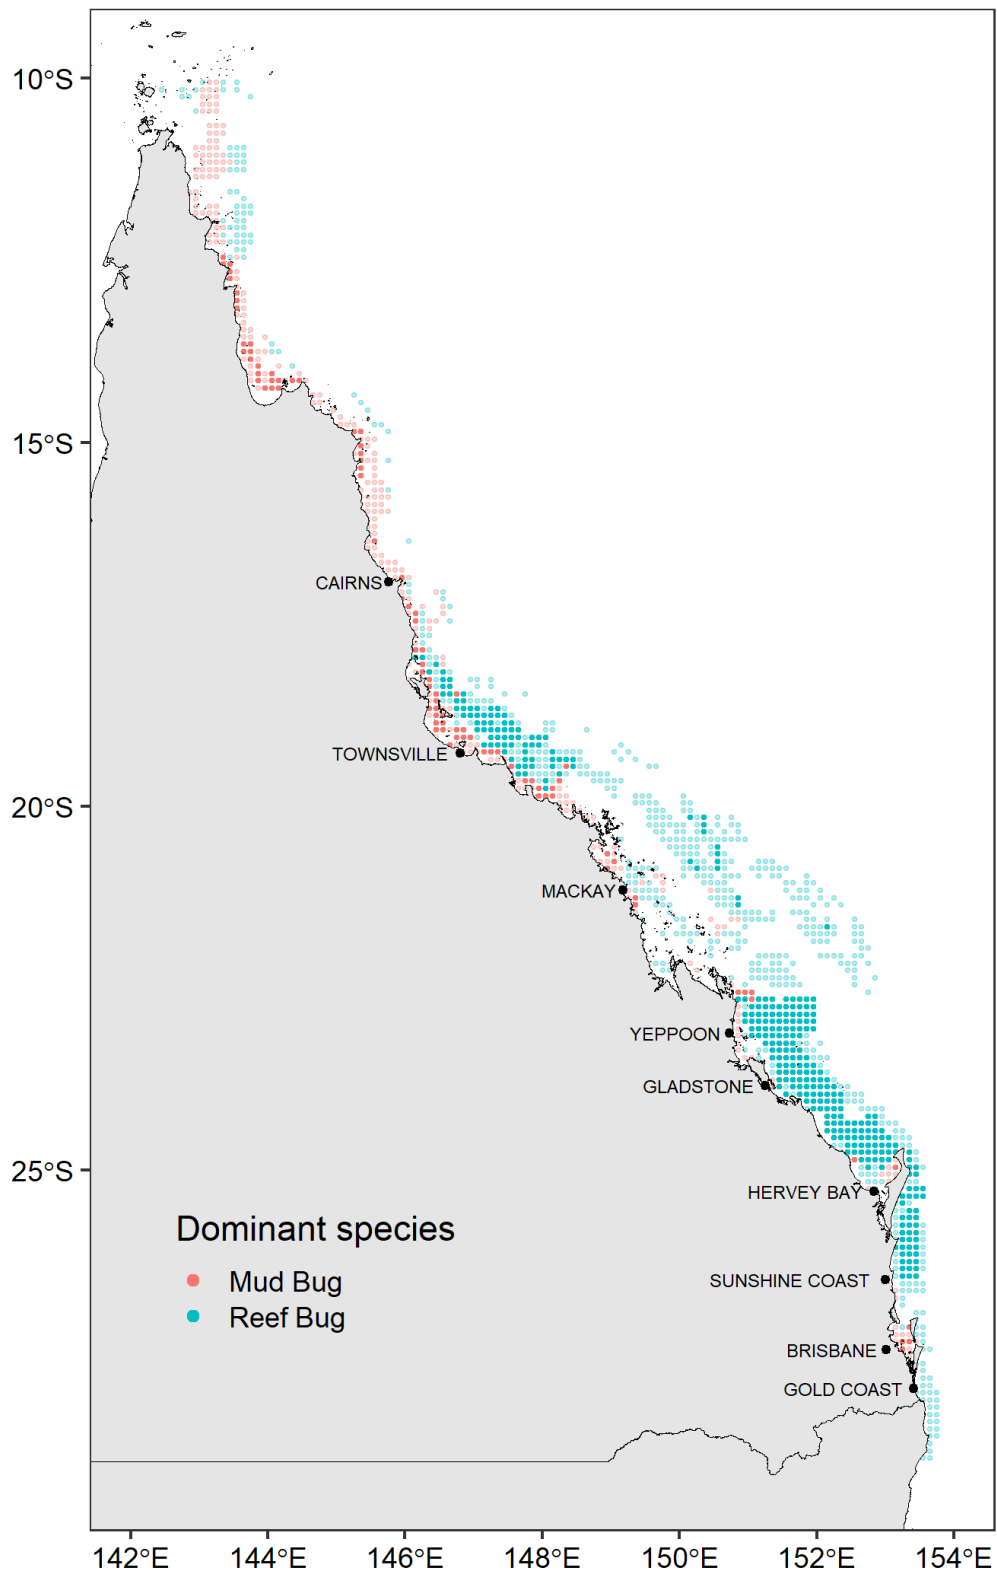 10°S
15°S
CAIRNS
TOWNSVILLE
20°S
MACKAY
YEPPOON
GLADSTONE
25°S
HERVEY BAY
Dominant species
Mud Bug
Reef Bug
SUNSHINE COAST
BRISBANE
GOLD COAST
142°E 144°E 146°E 148°E 150°E 152°E 154°E